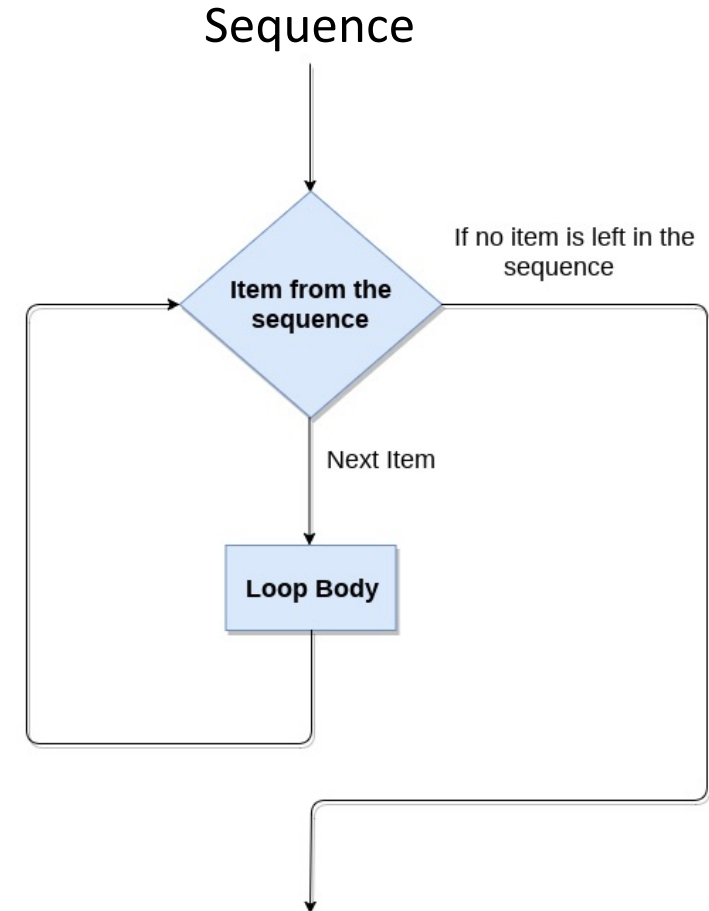 Sequence
If no item is left in the
sequence
Item from the
sequence
Next Item
Loop Body